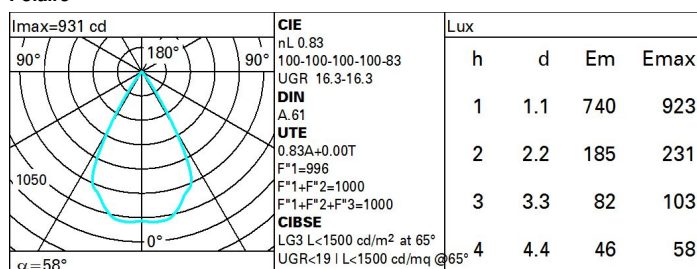 Imax=931 cd
90° 180° 90°
1050
0°
α=58°
CIE
nL 0.83
100-100-100-100-83
UGR 16.3-16.3
DIN
A.61
UTE
0.83A+0.00T
F"1=996
F"1+F"2=1000
F"1+F"2+F"3=1000
CIBSE
LG3 L<1500 cd/m² at 65°
UGR<19 | L<1500 cd/mq @65°
Lux
h d Em Emax
1 1.1 740 923
2 2.2 185 231
3 3.3 82 103
4 4.4 46 58